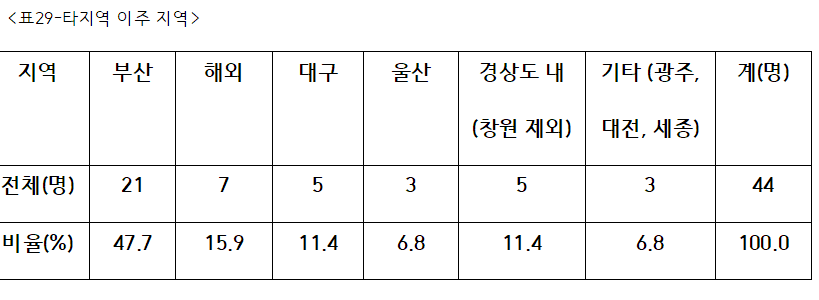 <표29-타지역 이주 지역>
지역 부산 해외 대구 울산 경상도 내 기타 (광주, 계(명)
(창원 제외) 대전, 세종)
전체(명) 21 7 5 3 5 3 44
비율(%) 47.7 15.9 11.4 6.8 11.4 6.8 100.0